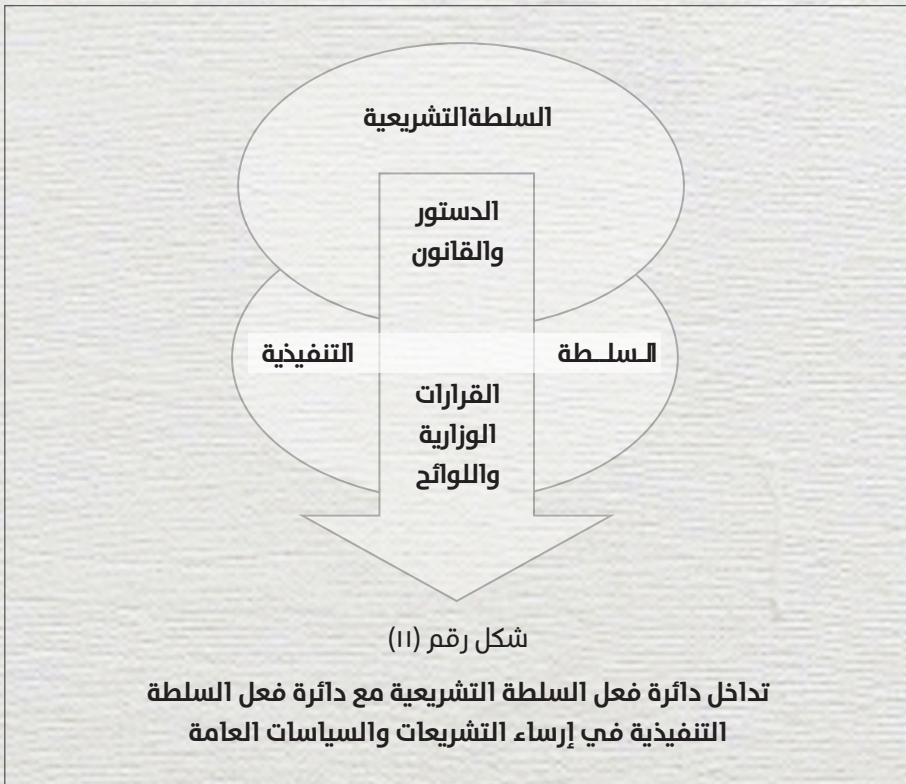 السلطةالتشريعية
الدستور
والقانون
الـسلــطة التنفيذية
القرارات
الوزارية
واللوائح
شكل رقم (١١)
تداخل دائرة فعل السلطة التشريعية مع دائرة فعل السلطة
التنفيذية في إرساء التشريعات والسياسات العامة